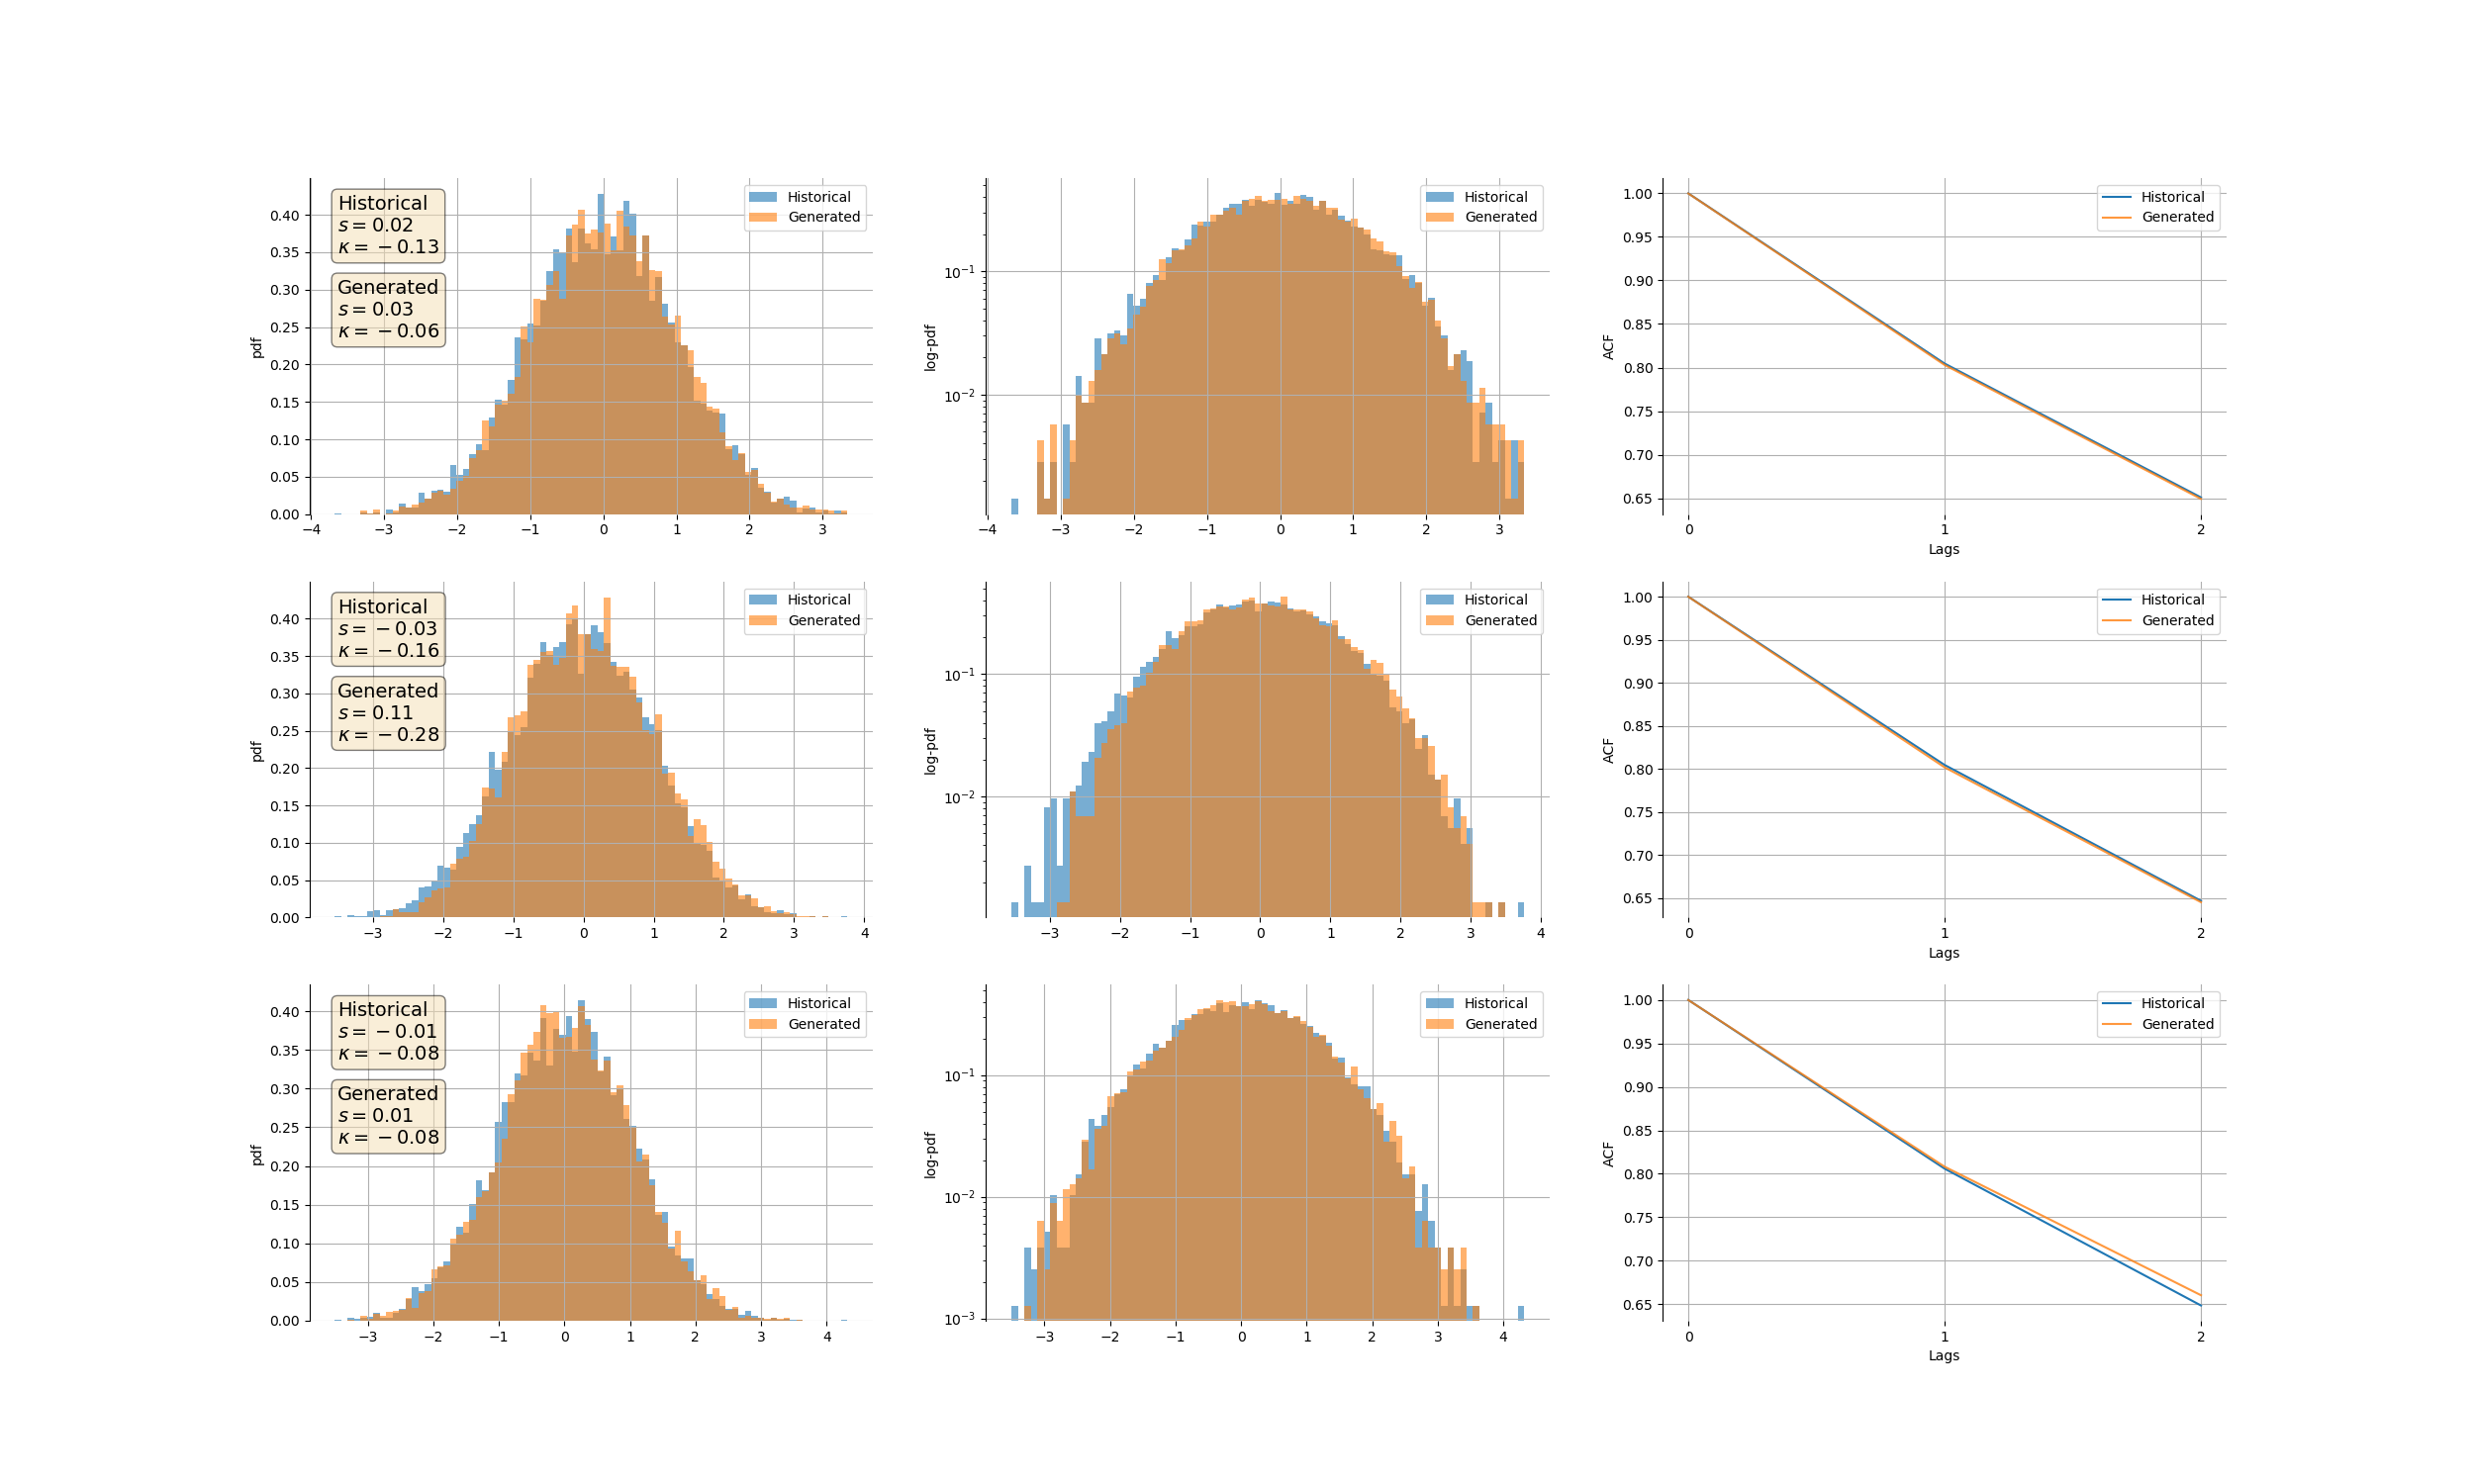 Historical
s = 0.02
κ = −0.13
Generated
s = 0.03
κ = −0.06
Historical
Generated
pdf
0.40
0.35
0.30
0.25
0.20
0.15
0.10
0.05
0.00
−4 −3 −2 −1 0 1 2 3
Historical
Generated
log-pdf
10⁻¹
10⁻²
−4 −3 −2 −1 0 1 2 3
Historical
Generated
ACF
1.00
0.95
0.90
0.85
0.80
0.75
0.70
0.65
0 1 2
Lags
Historical
s = −0.03
κ = −0.16
Generated
s = 0.11
κ = −0.28
Historical
Generated
pdf
0.40
0.35
0.30
0.25
0.20
0.15
0.10
0.05
0.00
−3 −2 −1 0 1 2 3 4
Historical
Generated
log-pdf
10⁻¹
10⁻²
−3 −2 −1 0 1 2 3 4
Historical
Generated
ACF
1.00
0.95
0.90
0.85
0.80
0.75
0.70
0.65
0 1 2
Lags
Historical
s = −0.01
κ = −0.08
Generated
s = 0.01
κ = −0.08
Historical
Generated
pdf
0.40
0.35
0.30
0.25
0.20
0.15
0.10
0.05
0.00
−3 −2 −1 0 1 2 3 4
Historical
Generated
log-pdf
10⁻¹
10⁻²
10⁻³
−3 −2 −1 0 1 2 3 4
Historical
Generated
ACF
1.00
0.95
0.90
0.85
0.80
0.75
0.70
0.65
0 1 2
Lags